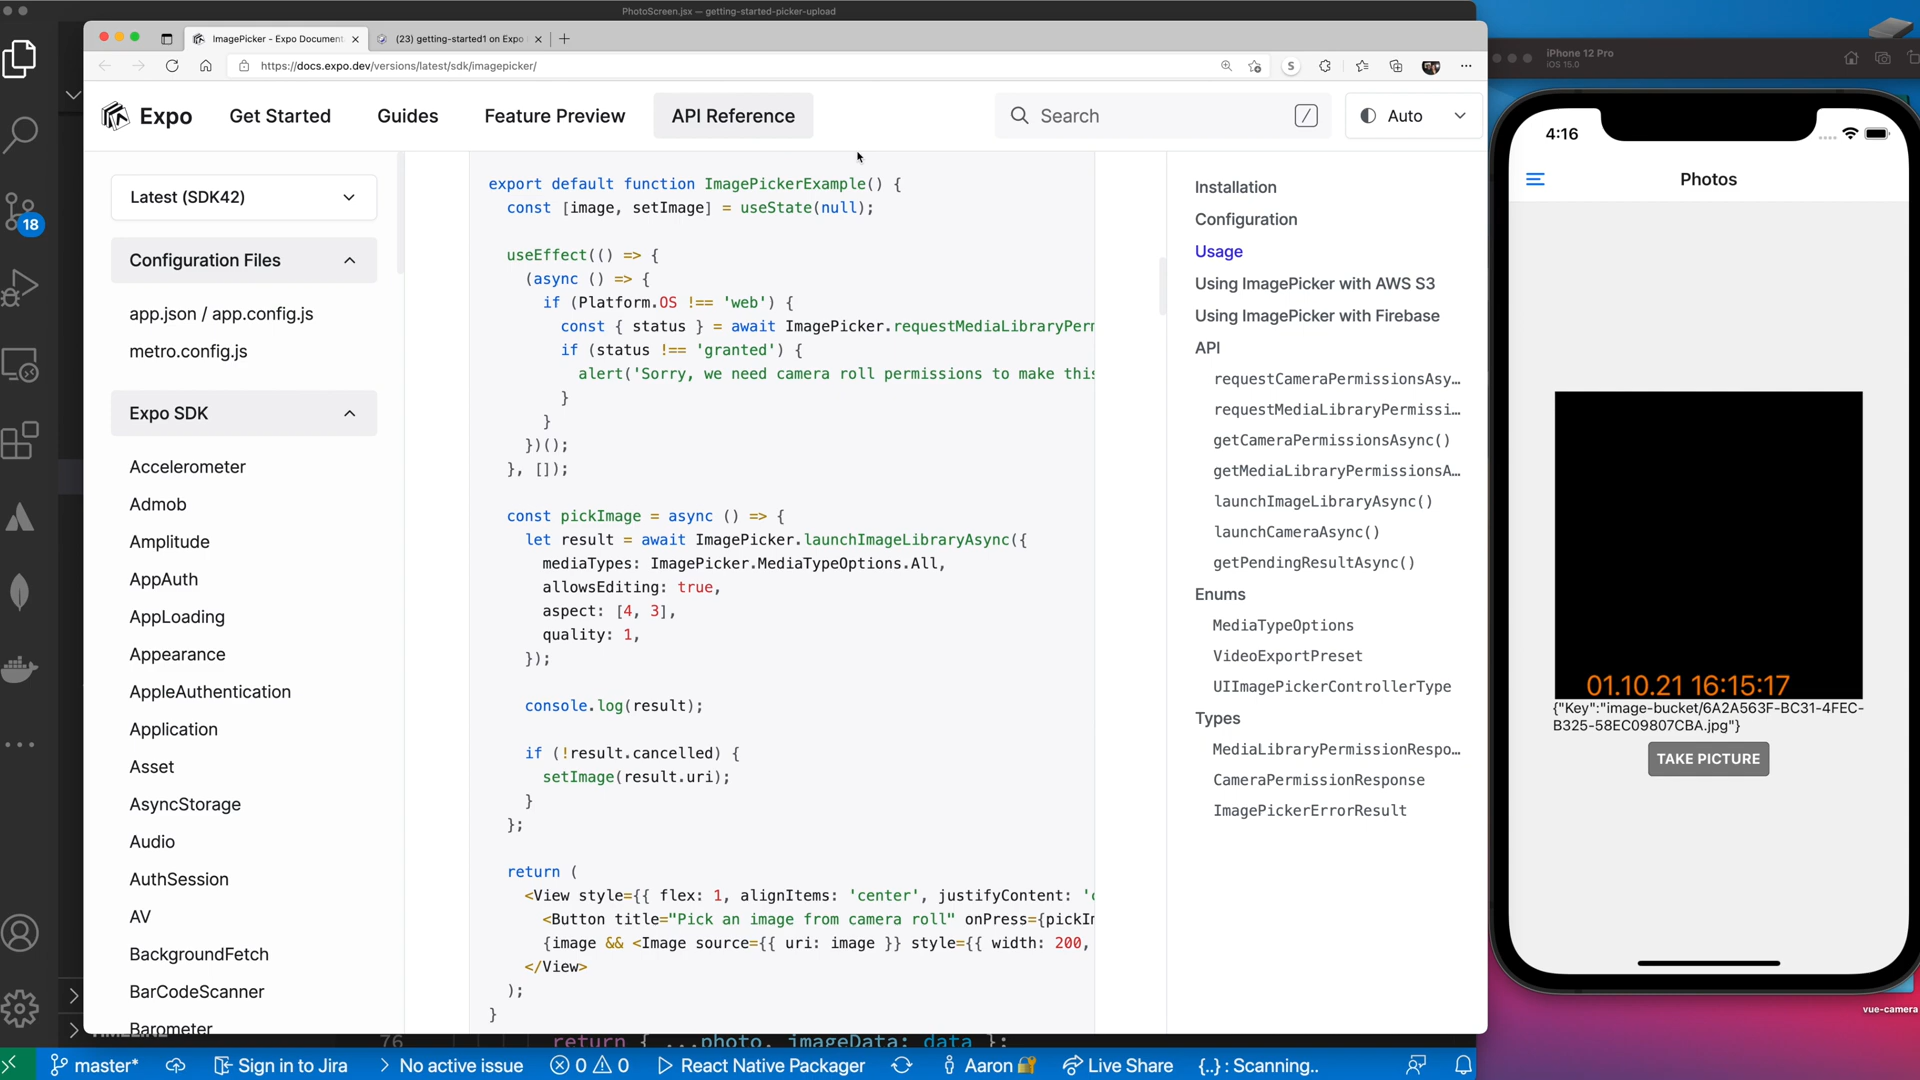 PhotoScreen.jsx — getting-started-picker-upload
ImagePicker - Expo Document
(23) getting-started1 on Expo
https://docs.expo.dev/versions/latest/sdk/imagepicker/
S
Expo
Get Started
Guides
Feature Preview
API Reference
Search
/
Auto
Latest (SDK42)
Configuration Files
app.json / app.config.js
metro.config.js
Expo SDK
Accelerometer
Admob
Amplitude
AppAuth
AppLoading
Appearance
AppleAuthentication
Application
Asset
AsyncStorage
Audio
AuthSession
AV
BackgroundFetch
BarCodeScanner
Barometer
export default function ImagePickerExample() {
const [image, setImage] = useState(null);
useEffect(() => {
(async () => {
if (Platform.OS !== 'web') {
const { status } = await ImagePicker.requestMediaLibraryPerm
if (status !== 'granted') {
alert('Sorry, we need camera roll permissions to make this
}
}
})();
}, []);
const pickImage = async () => {
let result = await ImagePicker.launchImageLibraryAsync({
mediaTypes: ImagePicker.MediaTypeOptions.All,
allowsEditing: true,
aspect: [4, 3],
quality: 1,
});
console.log(result);
if (!result.cancelled) {
setImage(result.uri);
}
};
return (
<View style={{ flex: 1, alignItems: 'center', justifyContent: 'c
<Button title="Pick an image from camera roll" onPress={pickIm
{image && <Image source={{ uri: image }} style={{ width: 200,
</View>
);
}
Installation
Configuration
Usage
Using ImagePicker with AWS S3
Using ImagePicker with Firebase
API
requestCameraPermissionsAsy...
requestMediaLibraryPermissi...
getCameraPermissionsAsync()
getMediaLibraryPermissionsA...
launchImageLibraryAsync()
launchCameraAsync()
getPendingResultAsync()
Enums
MediaTypeOptions
VideoExportPreset
UIImagePickerControllerType
Types
MediaLibraryPermissionRespo...
CameraPermissionResponse
ImagePickerErrorResult
iPhone 12 Pro
iOS 15.0
4:16
Photos
01.10.21 16:15:17
{"Key":"image-bucket/6A2A563F-BC31-4FEC-
B325-58EC09807CBA.jpg"}
TAKE PICTURE
vue-camera
18
TIMELINE
76
return { ...photo, imageData: data };
master*
Sign in to Jira
No active issue
0
0
React Native Packager
Aaron
Live Share
{..} : Scanning..